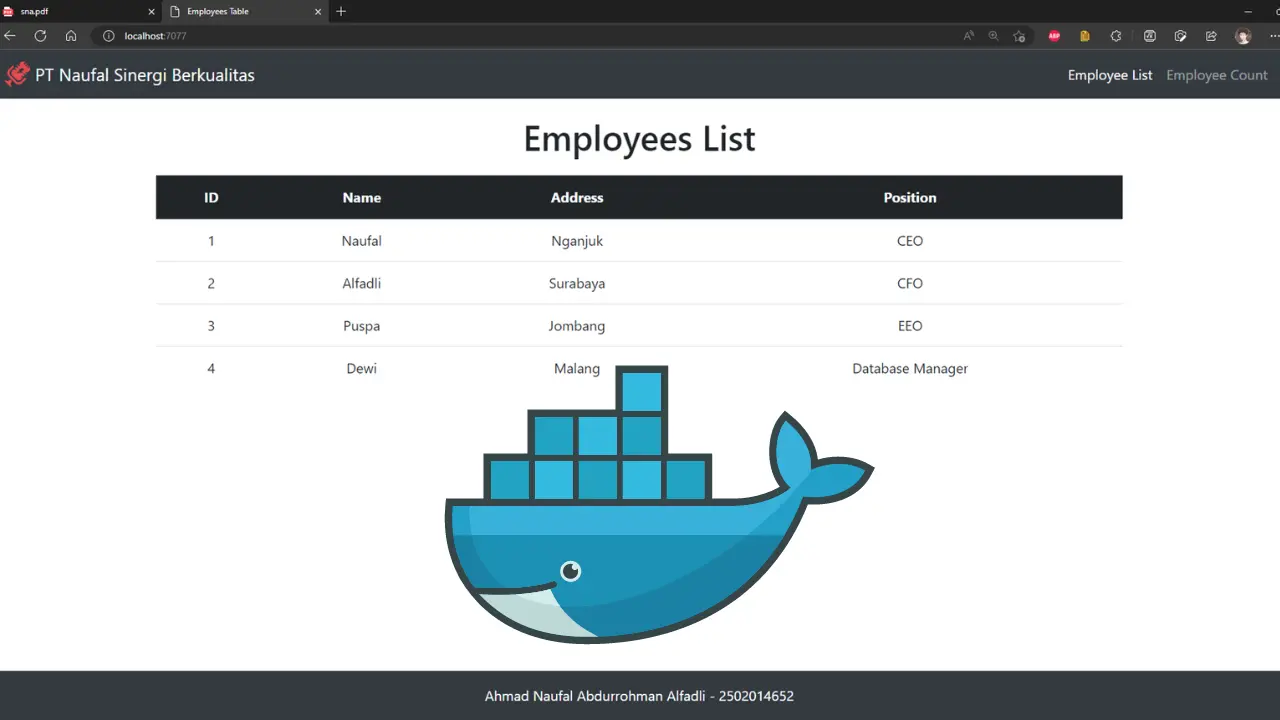 sna.pdf
Employees Table
localhost:7077
PT Naufal Sinergi Berkualitas
Employee List Employee Count
Employees List
ID Name Address Position
1 Naufal Nganjuk CEO
2 Alfadli Surabaya CFO
3 Puspa Jombang EEO
4 Dewi Malang Database Manager
Ahmad Naufal Abdurrohman Alfadli - 2502014652